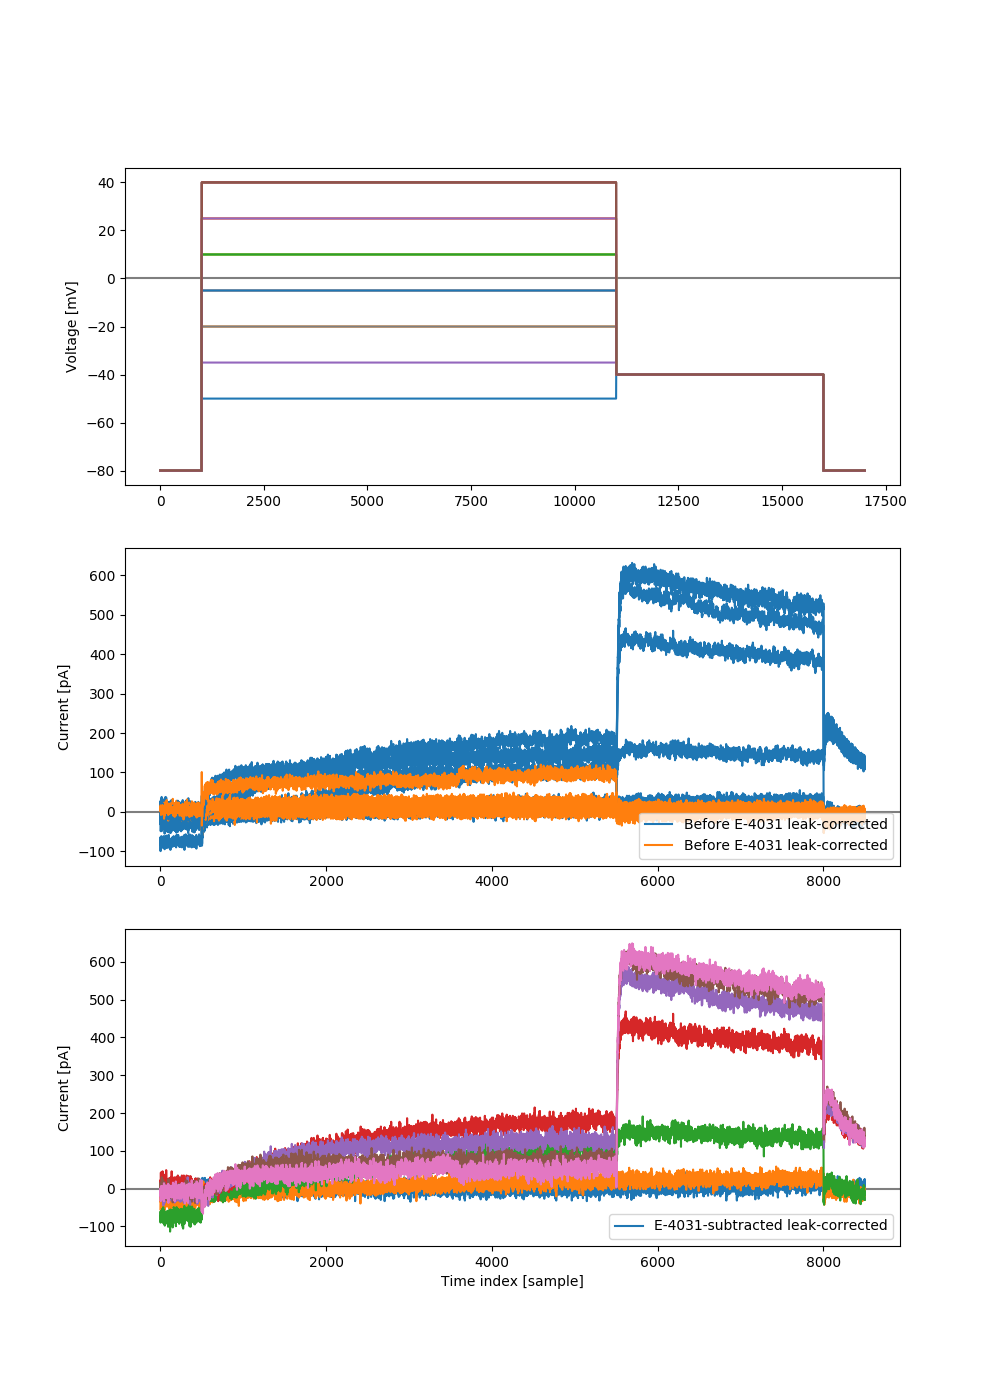 40
20
0
−20
−40
−60
−80
Voltage [mV]
0 2500 5000 7500 10000 12500 15000 17500
600
500
400
300
200
100
0
−100
Current [pA]
Before E-4031 leak-corrected
Before E-4031 leak-corrected
0 2000 4000 6000 8000
600
500
400
300
200
100
0
−100
Current [pA]
E-4031-subtracted leak-corrected
0 2000 4000 6000 8000
Time index [sample]